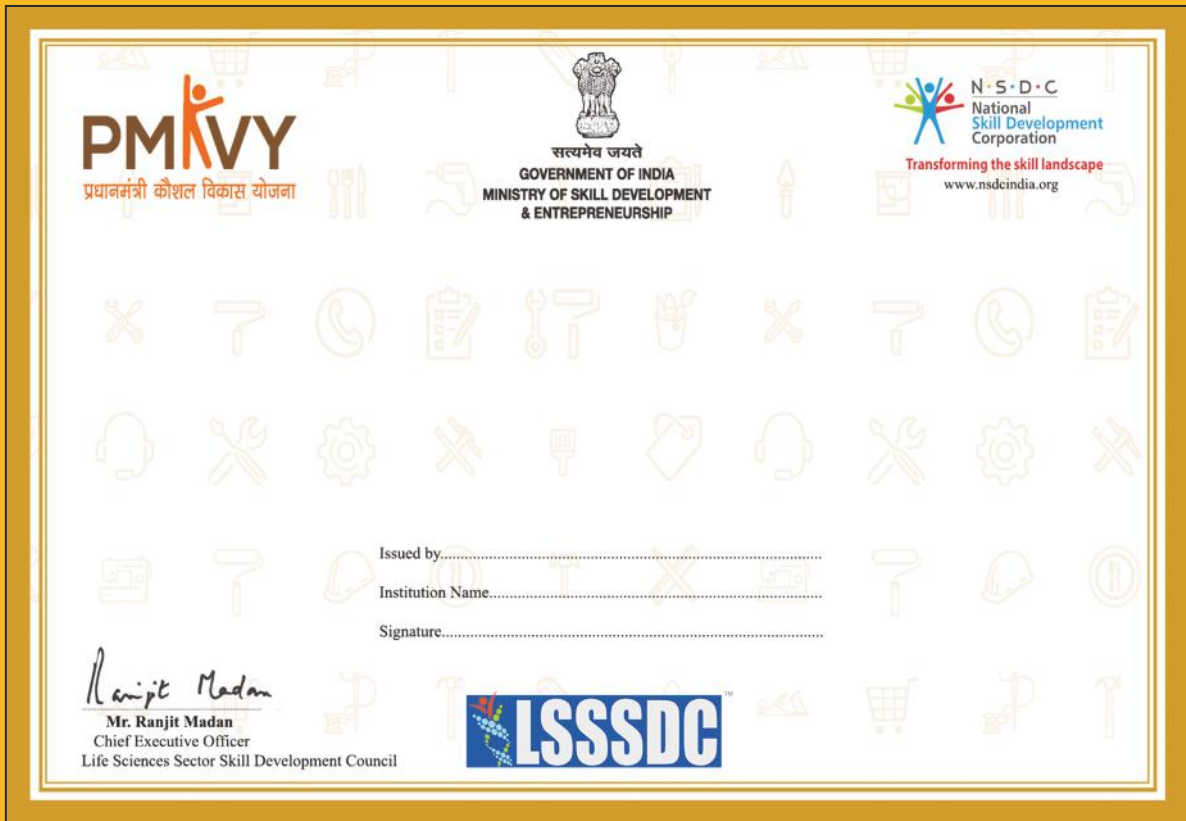 PMKVY
प्रधानमंत्री कौशल विकास योजना
सत्यमेव जयते
GOVERNMENT OF INDIA
MINISTRY OF SKILL DEVELOPMENT
& ENTREPRENEURSHIP
N·S·D·C
National
Skill Development
Corporation
Transforming the skill landscape
www.nsdcindia.org
Issued by................................................................
Institution Name................................................................
Signature................................................................
Ranjit Madan
Mr. Ranjit Madan
Chief Executive Officer
Life Sciences Sector Skill Development Council
LSSSDC
TM